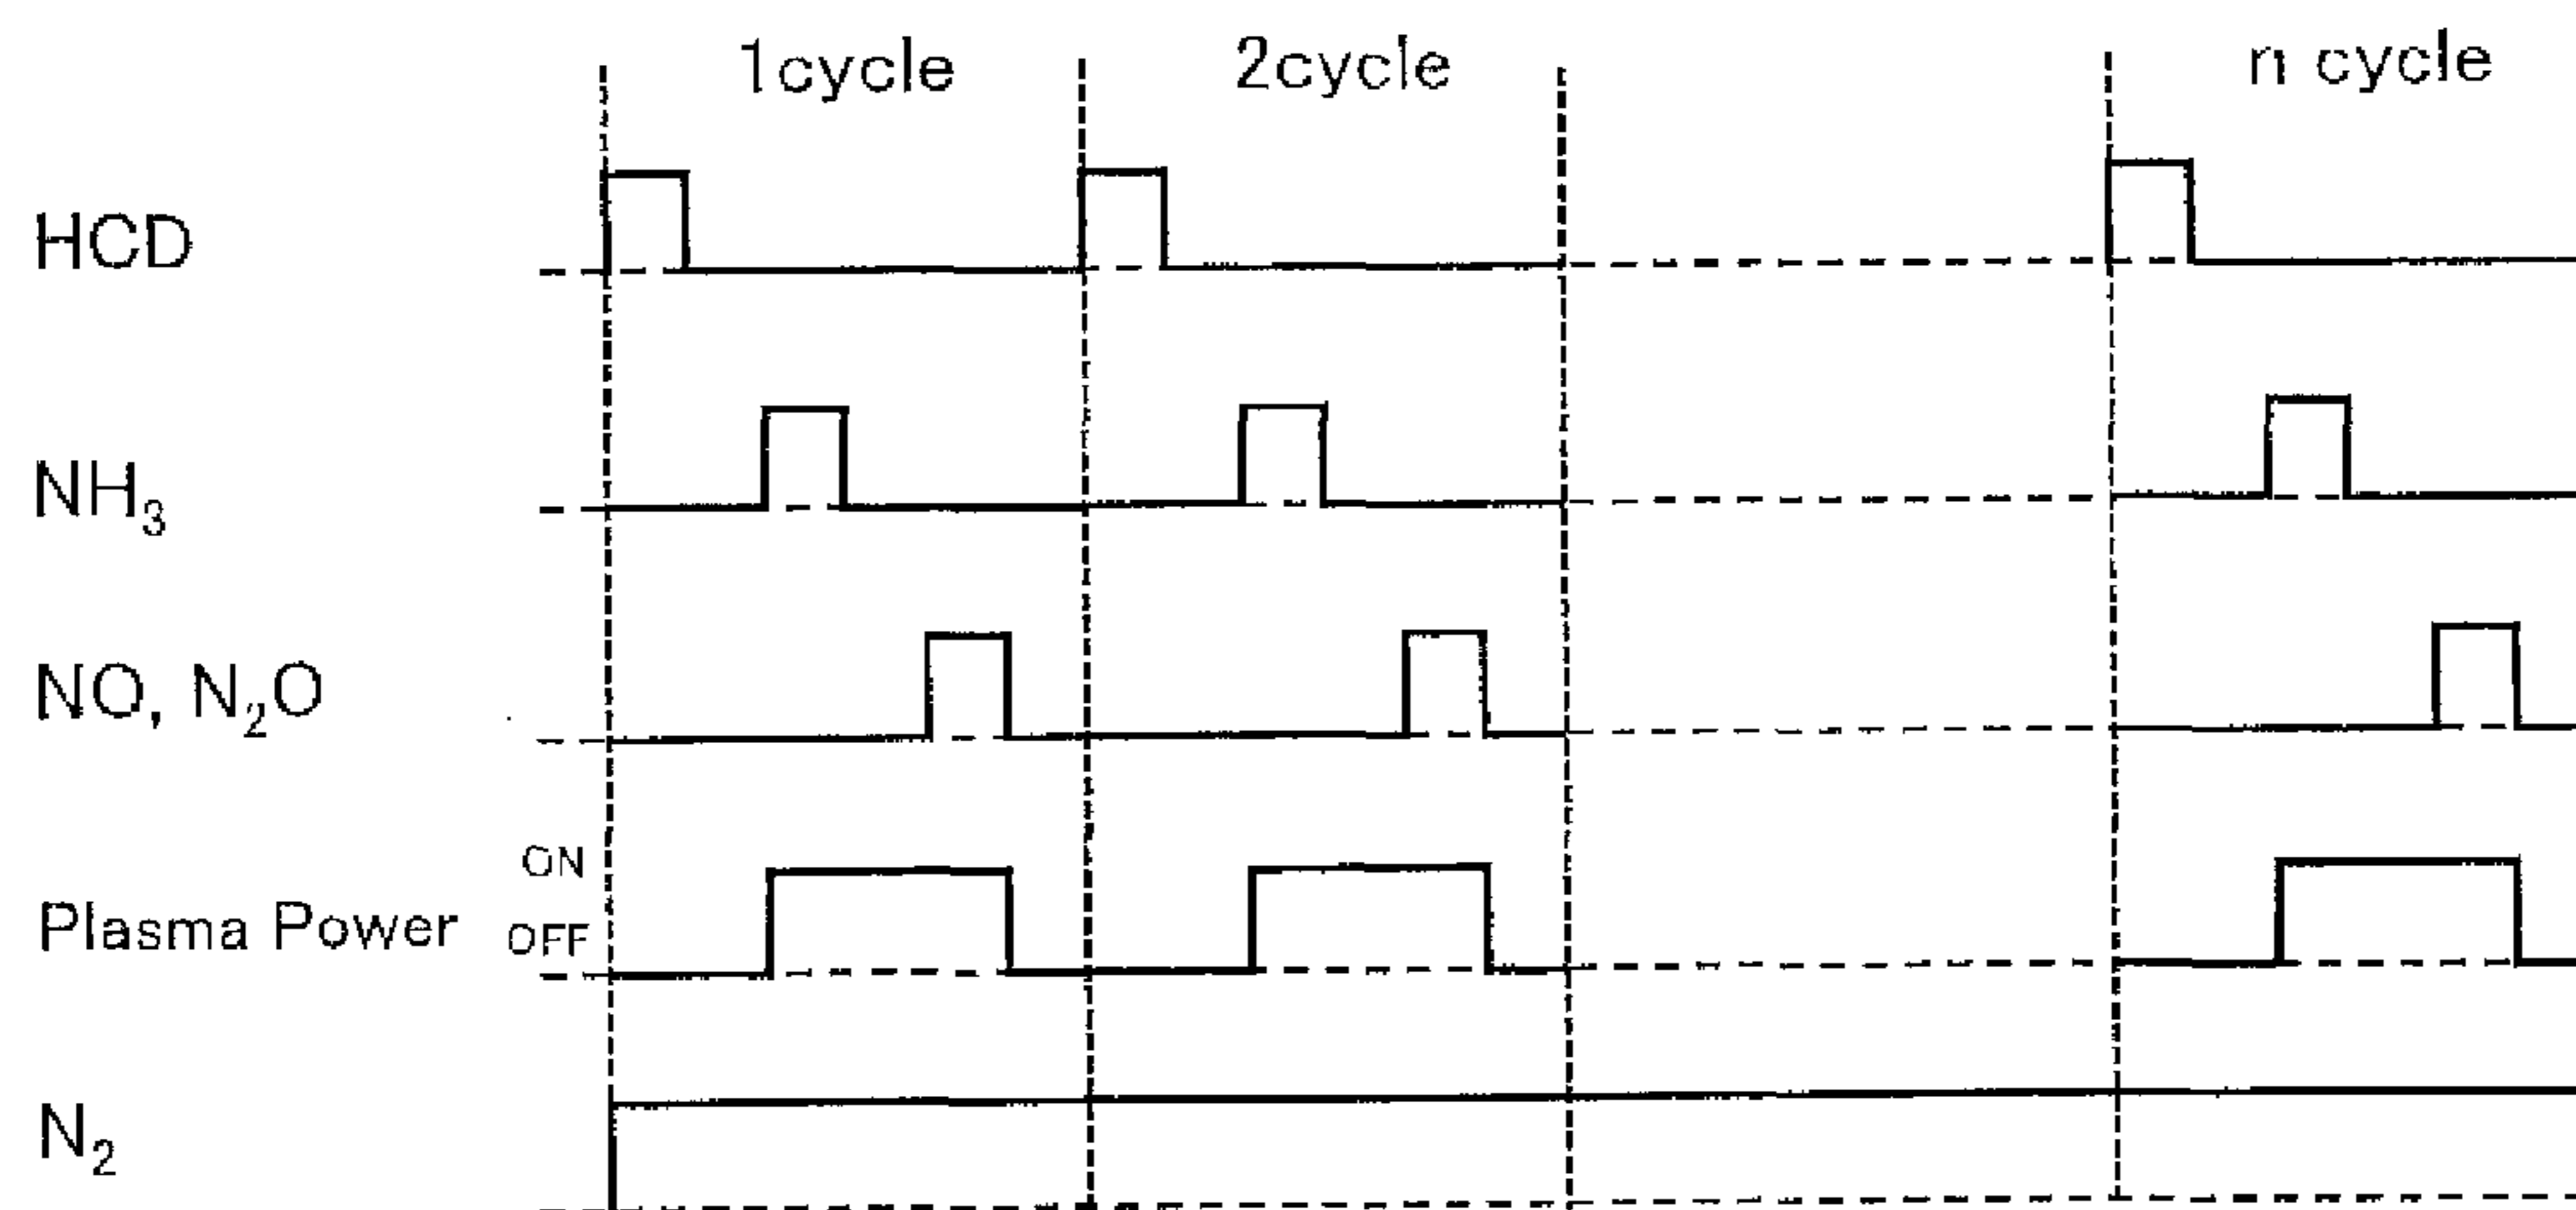 1cycle 2cycle n cycle
HCD
NH₃
NO, N₂O
ON
OFF
Plasma Power
N₂